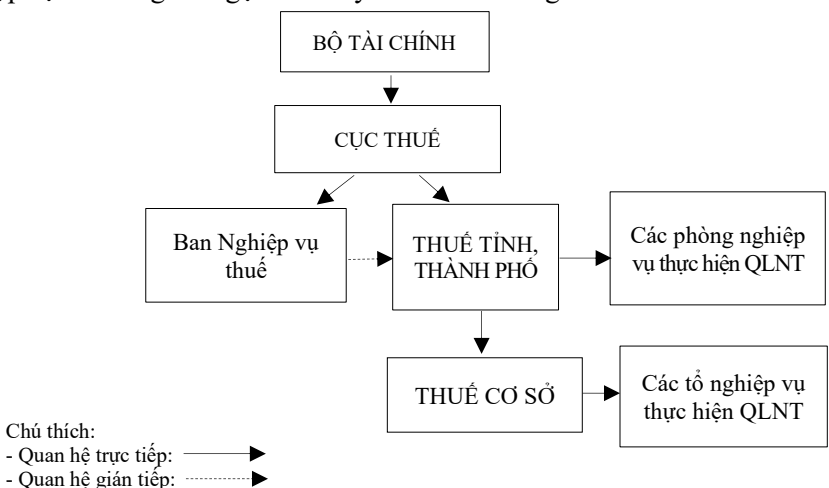 BỘ TÀI CHÍNH
CỤC THUẾ
Ban Nghiệp vụ
thuế
THUẾ TỈNH,
THÀNH PHỐ
Các phòng nghiệp
vụ thực hiện QLNT
THUẾ CƠ SỞ
Các tổ nghiệp vụ
thực hiện QLNT
Chú thích:
- Quan hệ trực tiếp:
- Quan hệ gián tiếp: